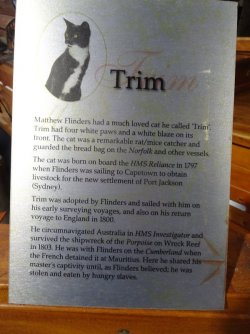 Trim
Matthew Flinders had a much loved cat he called 'Trim'.
Trim had four white paws and a white blaze on its
front. The cat was a remarkable rat/mice catcher and
guarded the bread bag on the Norfolk and other vessels.
The cat was born on board the HMS Reliance in 1797
when Flinders was sailing to Capetown to obtain
livestock for the new settlement of Port Jackson
(Sydney).
Trim was adopted by Flinders and sailed with him on
his early surveying voyages, and also on his return
voyage to England in 1800.
He circumnavigated Australia in HMS Investigator and
survived the shipwreck of the Porpoise on Wreck Reef
in 1803. He was with Flinders on the Cumberland when
the French detained it at Mauritius. Here he shared his
master's captivity until, as Flinders believed; he was
stolen and eaten by hungry slaves.